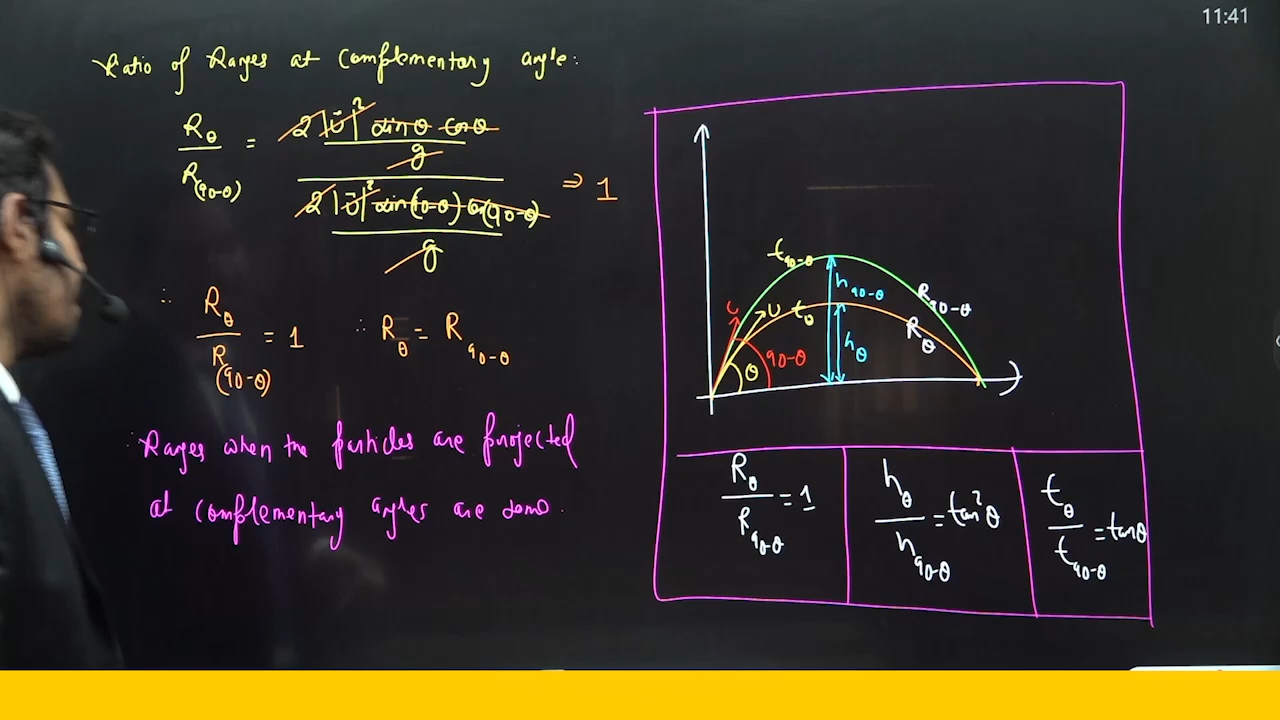 11:41
Ratio of Ranges at Complementary angle:
Rθ / R(90-θ) = (2|ū|² sinθ cosθ / g) / (2|ū|² sin(90-θ) cos(90-θ) / g) ⇒ 1
∴ Rθ / R(90-θ) = 1 ∴ Rθ = R90-θ
∴ Ranges when the particles are projected
at complementary angles are same.
t90-θ
h90-θ
R90-θ
u
u
tθ
Rθ
hθ
90-θ
θ
Rθ / R90-θ = 1
hθ / h90-θ = tan²θ
tθ / t90-θ = tanθ